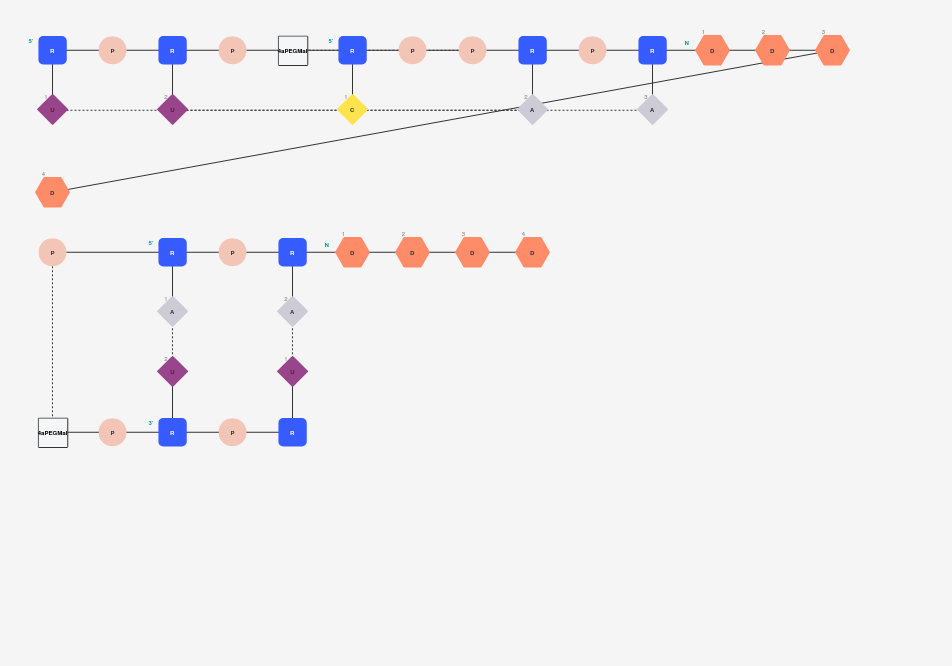 1 2 3
5' R P R P 4aPEGMal 5' R P P R P R N D D D
1 2 1 2 3
U U C A A
4
D
1 2 3 4
P 5' R P R N D D D D
1 2
A A
2 1
U U
4aPEGMal P 3' R P R